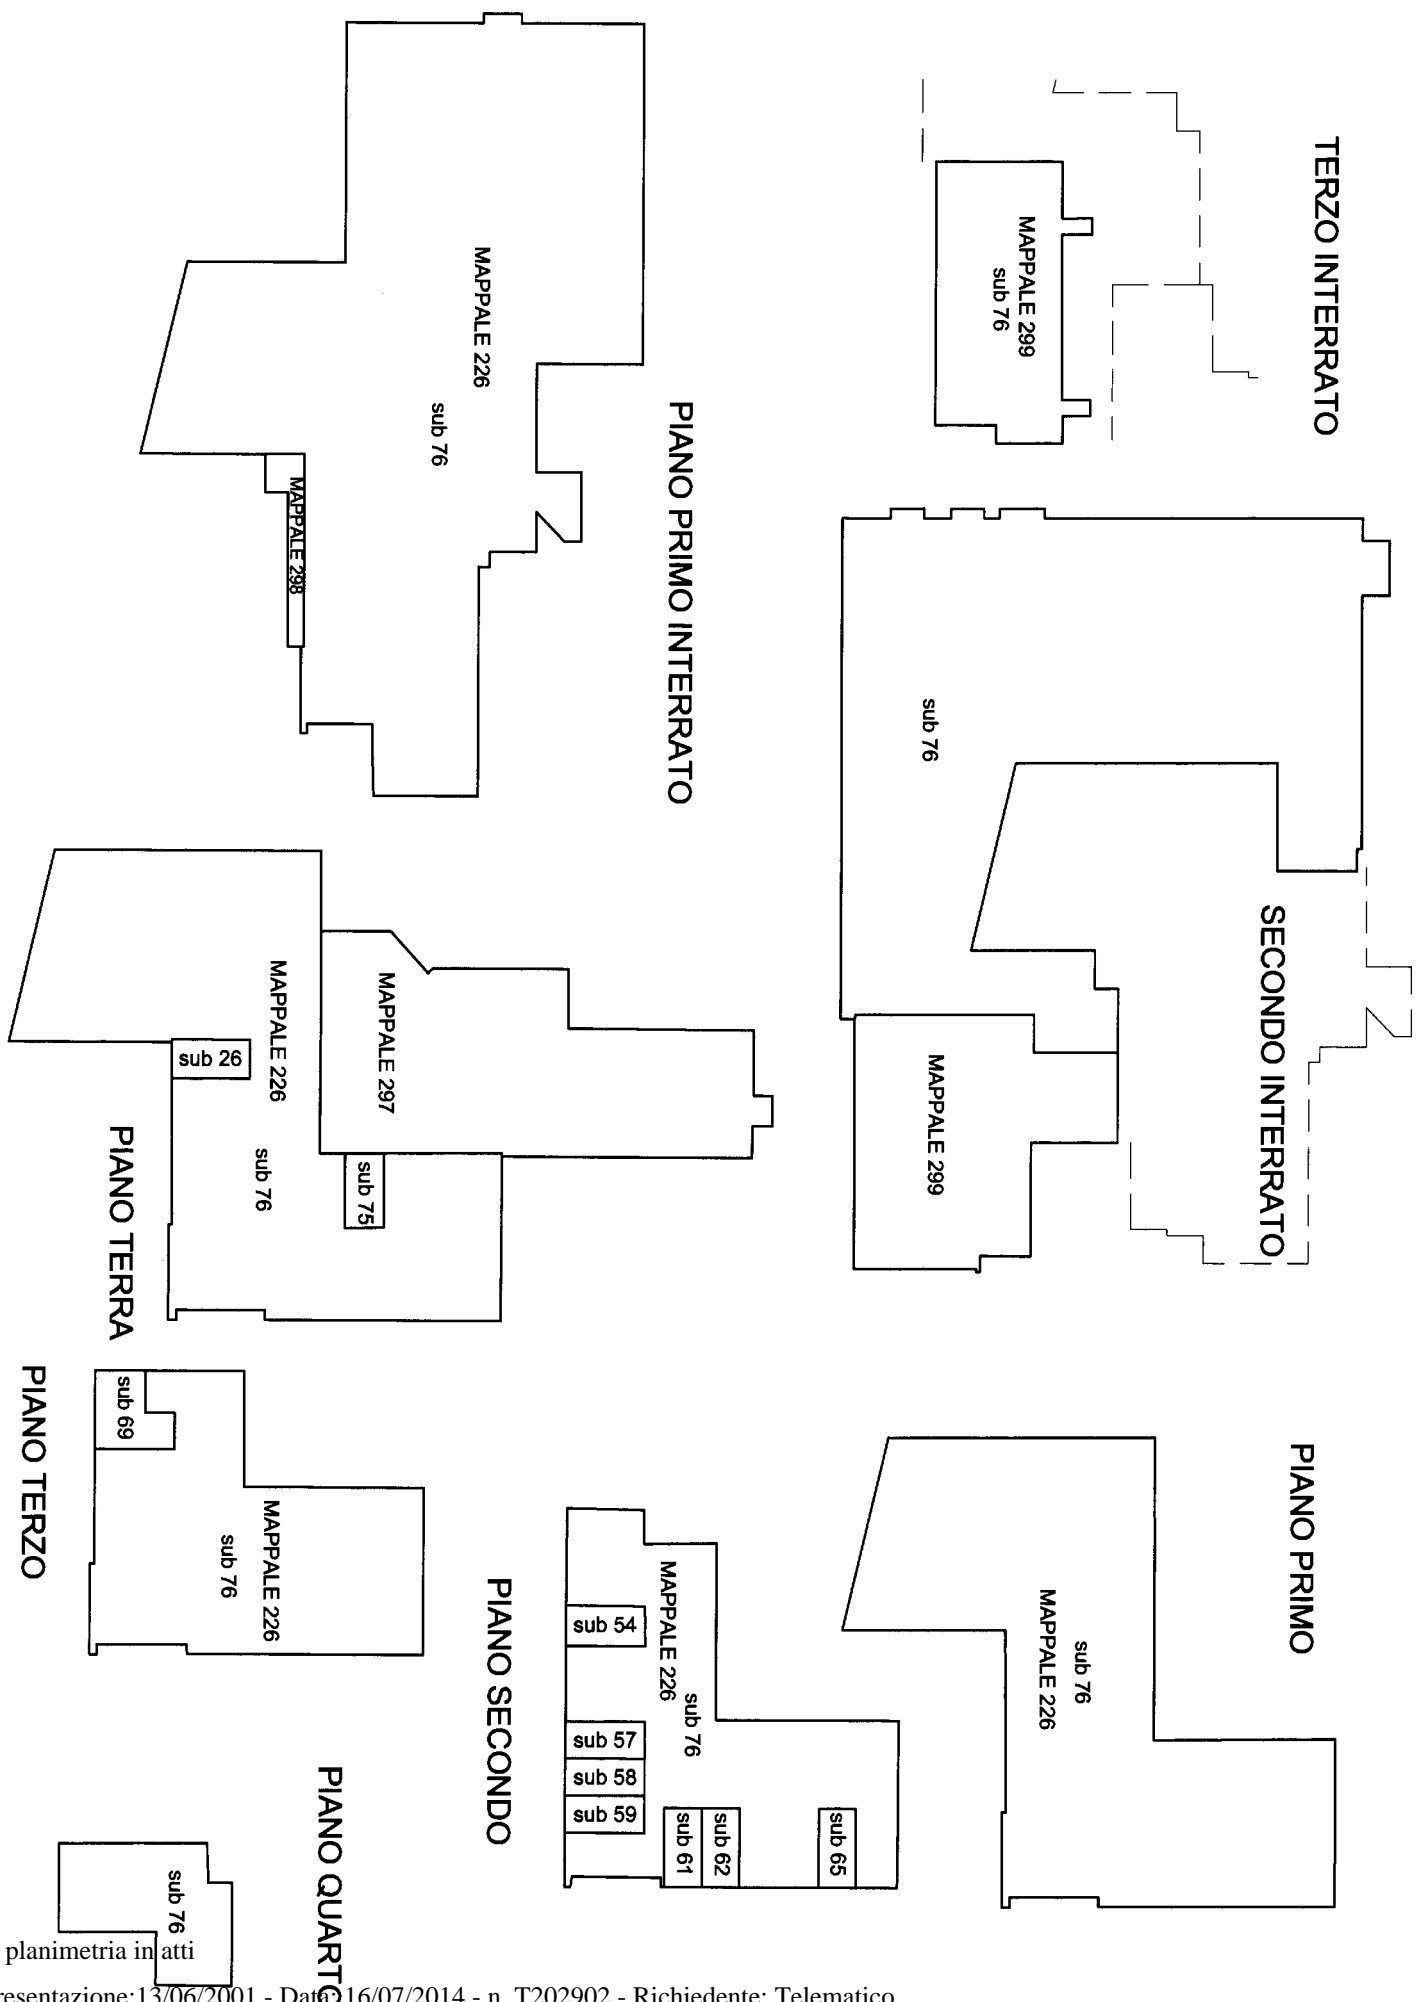 TERZO INTERRATO
MAPPALE 299
sub 76
PIANO PRIMO INTERRATO
MAPPALE 226
sub 76
MAPPALE 298
SECONDO INTERRATO
sub 76
MAPPALE 299
PIANO TERRA
MAPPALE 297
MAPPALE 226
sub 26
sub 76
sub 75
PIANO PRIMO
sub 76
MAPPALE 226
PIANO SECONDO
MAPPALE 226
sub 76
sub 54
sub 57
sub 58
sub 59
sub 61
sub 62
sub 65
PIANO TERZO
sub 69
MAPPALE 226
sub 76
PIANO QUARTO
sub 76
planimetria in atti
resentazione:13/06/2001 - Data: 16/07/2014 - n. T202902 - Richiedente: Telematico